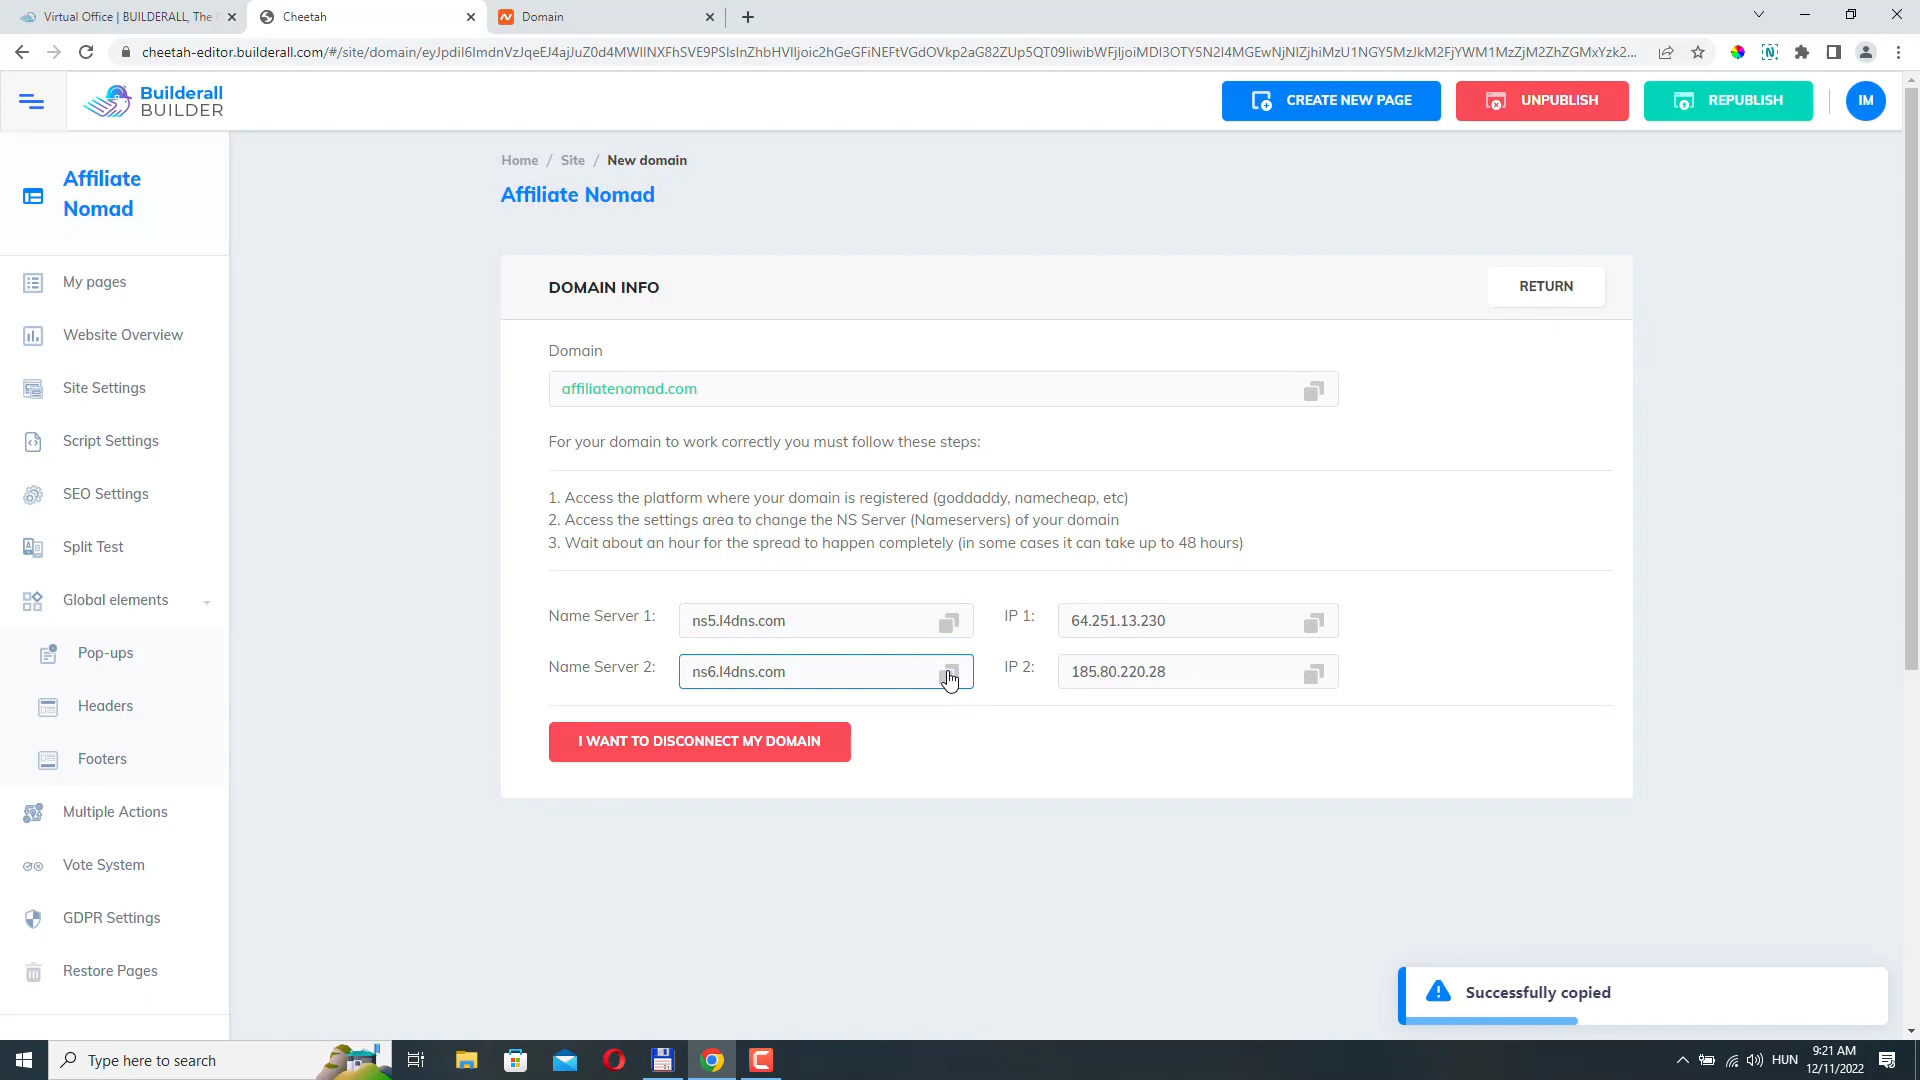 Virtual Office | BUILDERALL, The
Cheetah
Domain
Builderall
BUILDER
CREATE NEW PAGE
UNPUBLISH
REPUBLISH
IM
Affiliate
Nomad
My pages
Website Overview
Site Settings
Script Settings
SEO Settings
Split Test
Global elements
Pop-ups
Headers
Footers
Multiple Actions
Vote System
GDPR Settings
Restore Pages
Home / Site / New domain
Affiliate Nomad
DOMAIN INFO
RETURN
Domain
affiliatenomad.com
For your domain to work correctly you must follow these steps:
1. Access the platform where your domain is registered (goddaddy, namecheap, etc)
2. Access the settings area to change the NS Server (Nameservers) of your domain
3. Wait about an hour for the spread to happen completely (in some cases it can take up to 48 hours)
Name Server 1: ns5.l4dns.com IP 1: 64.251.13.230
Name Server 2: ns6.l4dns.com IP 2: 185.80.220.28
I WANT TO DISCONNECT MY DOMAIN
Successfully copied
Type here to search
HUN
9:21 AM
12/11/2022